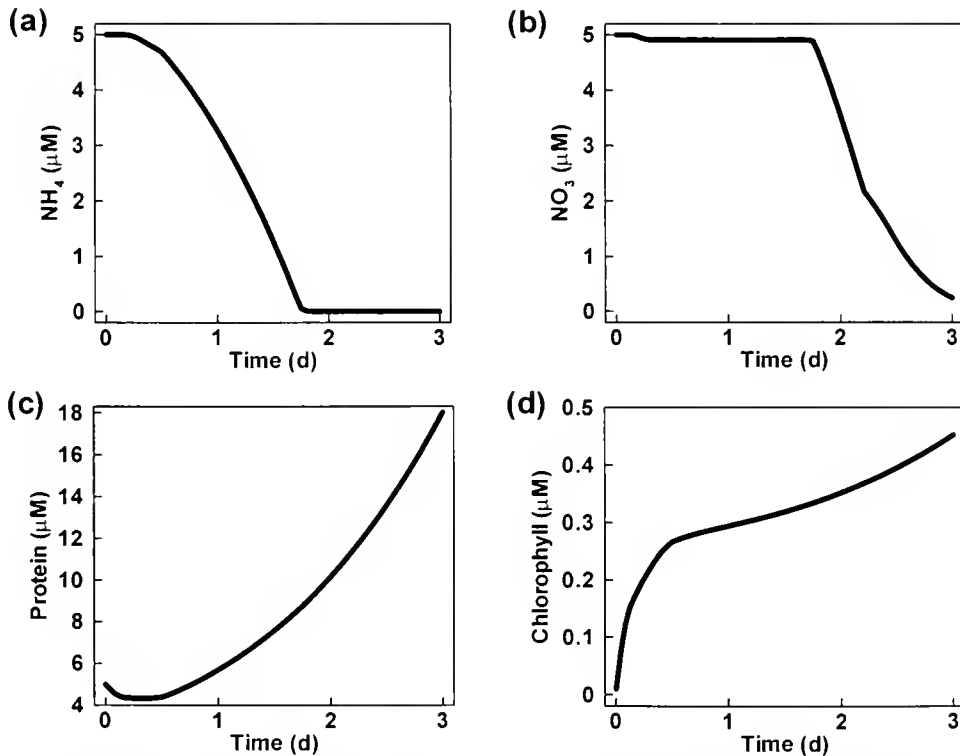 (a)
5
4
3
2
1
0
NH₄ (μM)
0 1 2 3
Time (d)
(b)
5
4
3
2
1
0
NO₃ (μM)
0 1 2 3
Time (d)
(c)
18
16
14
12
10
8
6
4
Protein (μM)
0 1 2 3
Time (d)
(d)
0.5
0.4
0.3
0.2
0.1
0
Chlorophyll (μM)
0 1 2 3
Time (d)